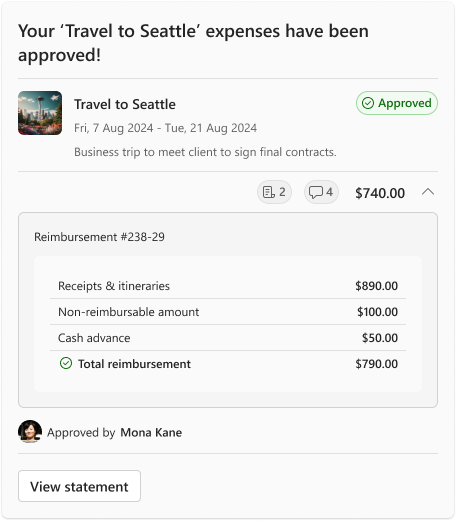 Your ‘Travel to Seattle’ expenses have been
approved!
Travel to Seattle
Approved
Fri, 7 Aug 2024 - Tue, 21 Aug 2024
Business trip to meet client to sign final contracts.
2 4 $740.00
Reimbursement #238-29
Receipts & itineraries $890.00
Non-reimbursable amount $100.00
Cash advance $50.00
Total reimbursement $790.00
Approved by Mona Kane
View statement